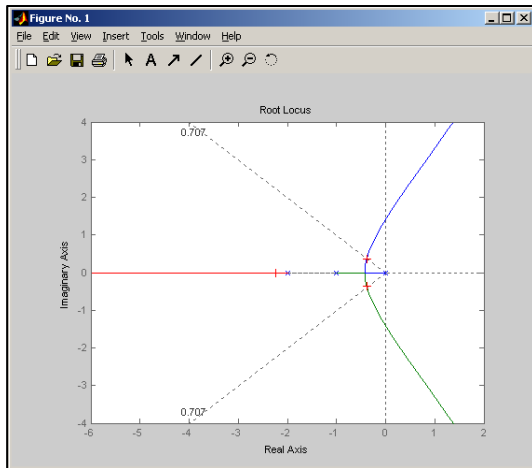 Figure No. 1
File Edit View Insert Tools Window Help
A
Root Locus
0.707
4
3
2
1
0
-1
-2
-3
-4
Imaginary Axis
0.707
-6 -5 -4 -3 -2 -1 0 1 2
Real Axis